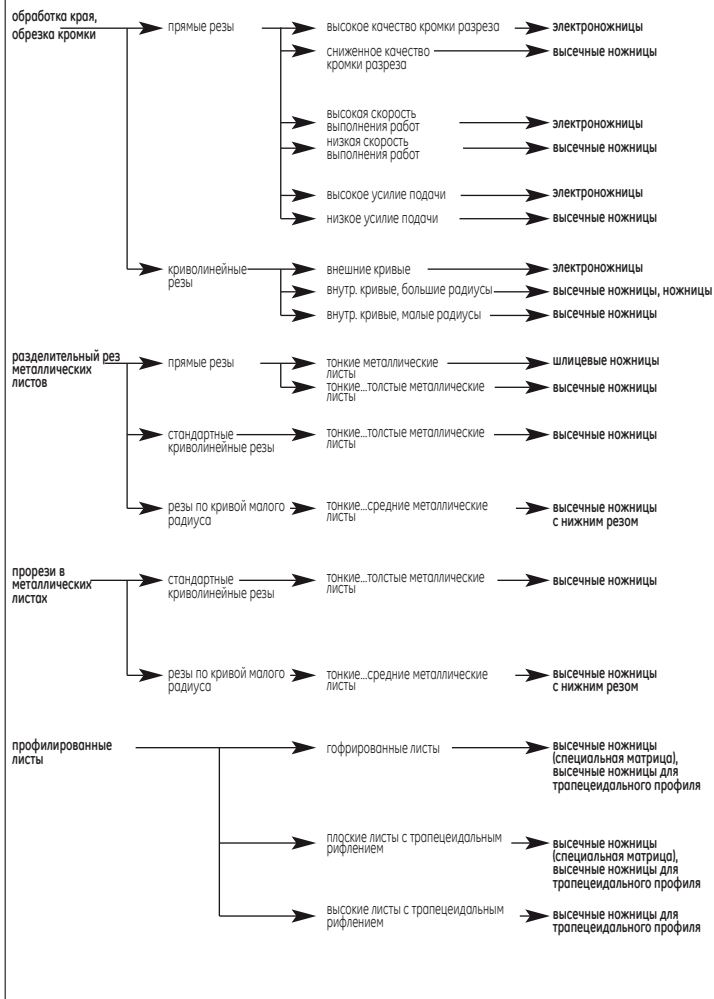 обработка края,
обрезка кромки
прямые резы
высокое качество кромки разреза
электроножницы
сниженное качество
кромки разреза
высечные ножницы
высокая скорость
выполнения работ
электроножницы
низкая скорость
выполнения работ
высечные ножницы
высокое усилие подачи
электроножницы
низкое усилие подачи
высечные ножницы
криволинейные
резы
внешние кривые
электроножницы
внутр. кривые, большие радиусы
высечные ножницы, ножницы
внутр. кривые, малые радиусы
высечные ножницы
разделительный рез
металлических
листов
прямые резы
тонкие металлические
листы
шлицевые ножницы
тонкие...толстые металлические
листы
высечные ножницы
стандартные
криволинейные резы
тонкие...толстые металлические
листы
высечные ножницы
резы по кривой малого
радиуса
тонкие...средние металлические
листы
высечные ножницы
с нижним резом
прорези в
металлических
листах
стандартные
криволинейные резы
тонкие...толстые металлические
листы
высечные ножницы
резы по кривой малого
радиуса
тонкие...средние металлические
листы
высечные ножницы
с нижним резом
профилированные
листы
гофрированные листы
высечные ножницы
(специальная матрица),
высечные ножницы для
трапецеидального профиля
плоские листы с трапецеидальным
рифлением
высечные ножницы
(специальная матрица),
высечные ножницы для
трапецеидального профиля
высокие листы с трапецеидальным
рифлением
высечные ножницы для
трапецеидального профиля